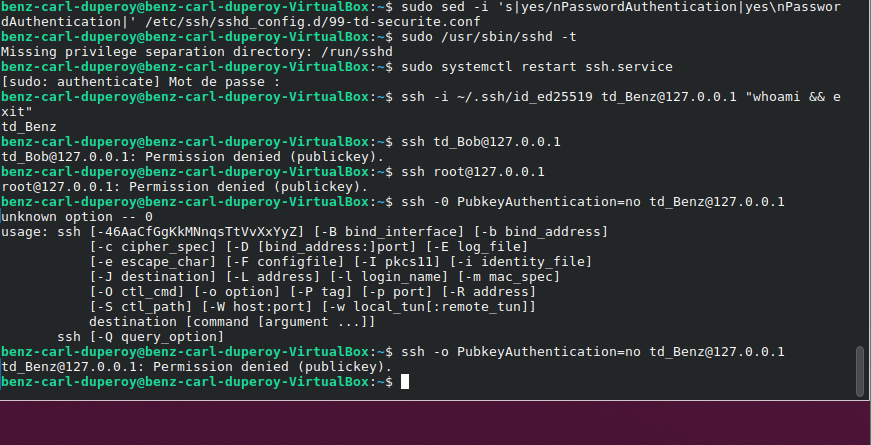 benz-carl-duperoy@benz-carl-duperoy-VirtualBox:~$ sudo sed -i 's|yes/nPasswordAuthentication|yes\nPasswor
dAuthentication|' /etc/ssh/sshd_config.d/99-td-securite.conf
benz-carl-duperoy@benz-carl-duperoy-VirtualBox:~$ sudo /usr/sbin/sshd -t
Missing privilege separation directory: /run/sshd
benz-carl-duperoy@benz-carl-duperoy-VirtualBox:~$ sudo systemctl restart ssh.service
[sudo: authenticate] Mot de passe :
benz-carl-duperoy@benz-carl-duperoy-VirtualBox:~$ ssh -i ~/.ssh/id_ed25519 td_Benz@127.0.0.1 "whoami && e
xit"
td_Benz
benz-carl-duperoy@benz-carl-duperoy-VirtualBox:~$ ssh td_Bob@127.0.0.1
td_Bob@127.0.0.1: Permission denied (publickey).
benz-carl-duperoy@benz-carl-duperoy-VirtualBox:~$ ssh root@127.0.0.1
root@127.0.0.1: Permission denied (publickey).
benz-carl-duperoy@benz-carl-duperoy-VirtualBox:~$ ssh -0 PubkeyAuthentication=no td_Benz@127.0.0.1
unknown option -- 0
usage: ssh [-46AaCfGgKkMNnqsTtVvXxYyZ] [-B bind_interface] [-b bind_address]
           [-c cipher_spec] [-D [bind_address:]port] [-E log_file]
           [-e escape_char] [-F configfile] [-I pkcs11] [-i identity_file]
           [-J destination] [-L address] [-l login_name] [-m mac_spec]
           [-O ctl_cmd] [-o option] [-P tag] [-p port] [-R address]
           [-S ctl_path] [-W host:port] [-w local_tun[:remote_tun]]
           destination [command [argument ...]]
       ssh [-Q query_option]
benz-carl-duperoy@benz-carl-duperoy-VirtualBox:~$ ssh -o PubkeyAuthentication=no td_Benz@127.0.0.1
td_Benz@127.0.0.1: Permission denied (publickey).
benz-carl-duperoy@benz-carl-duperoy-VirtualBox:~$